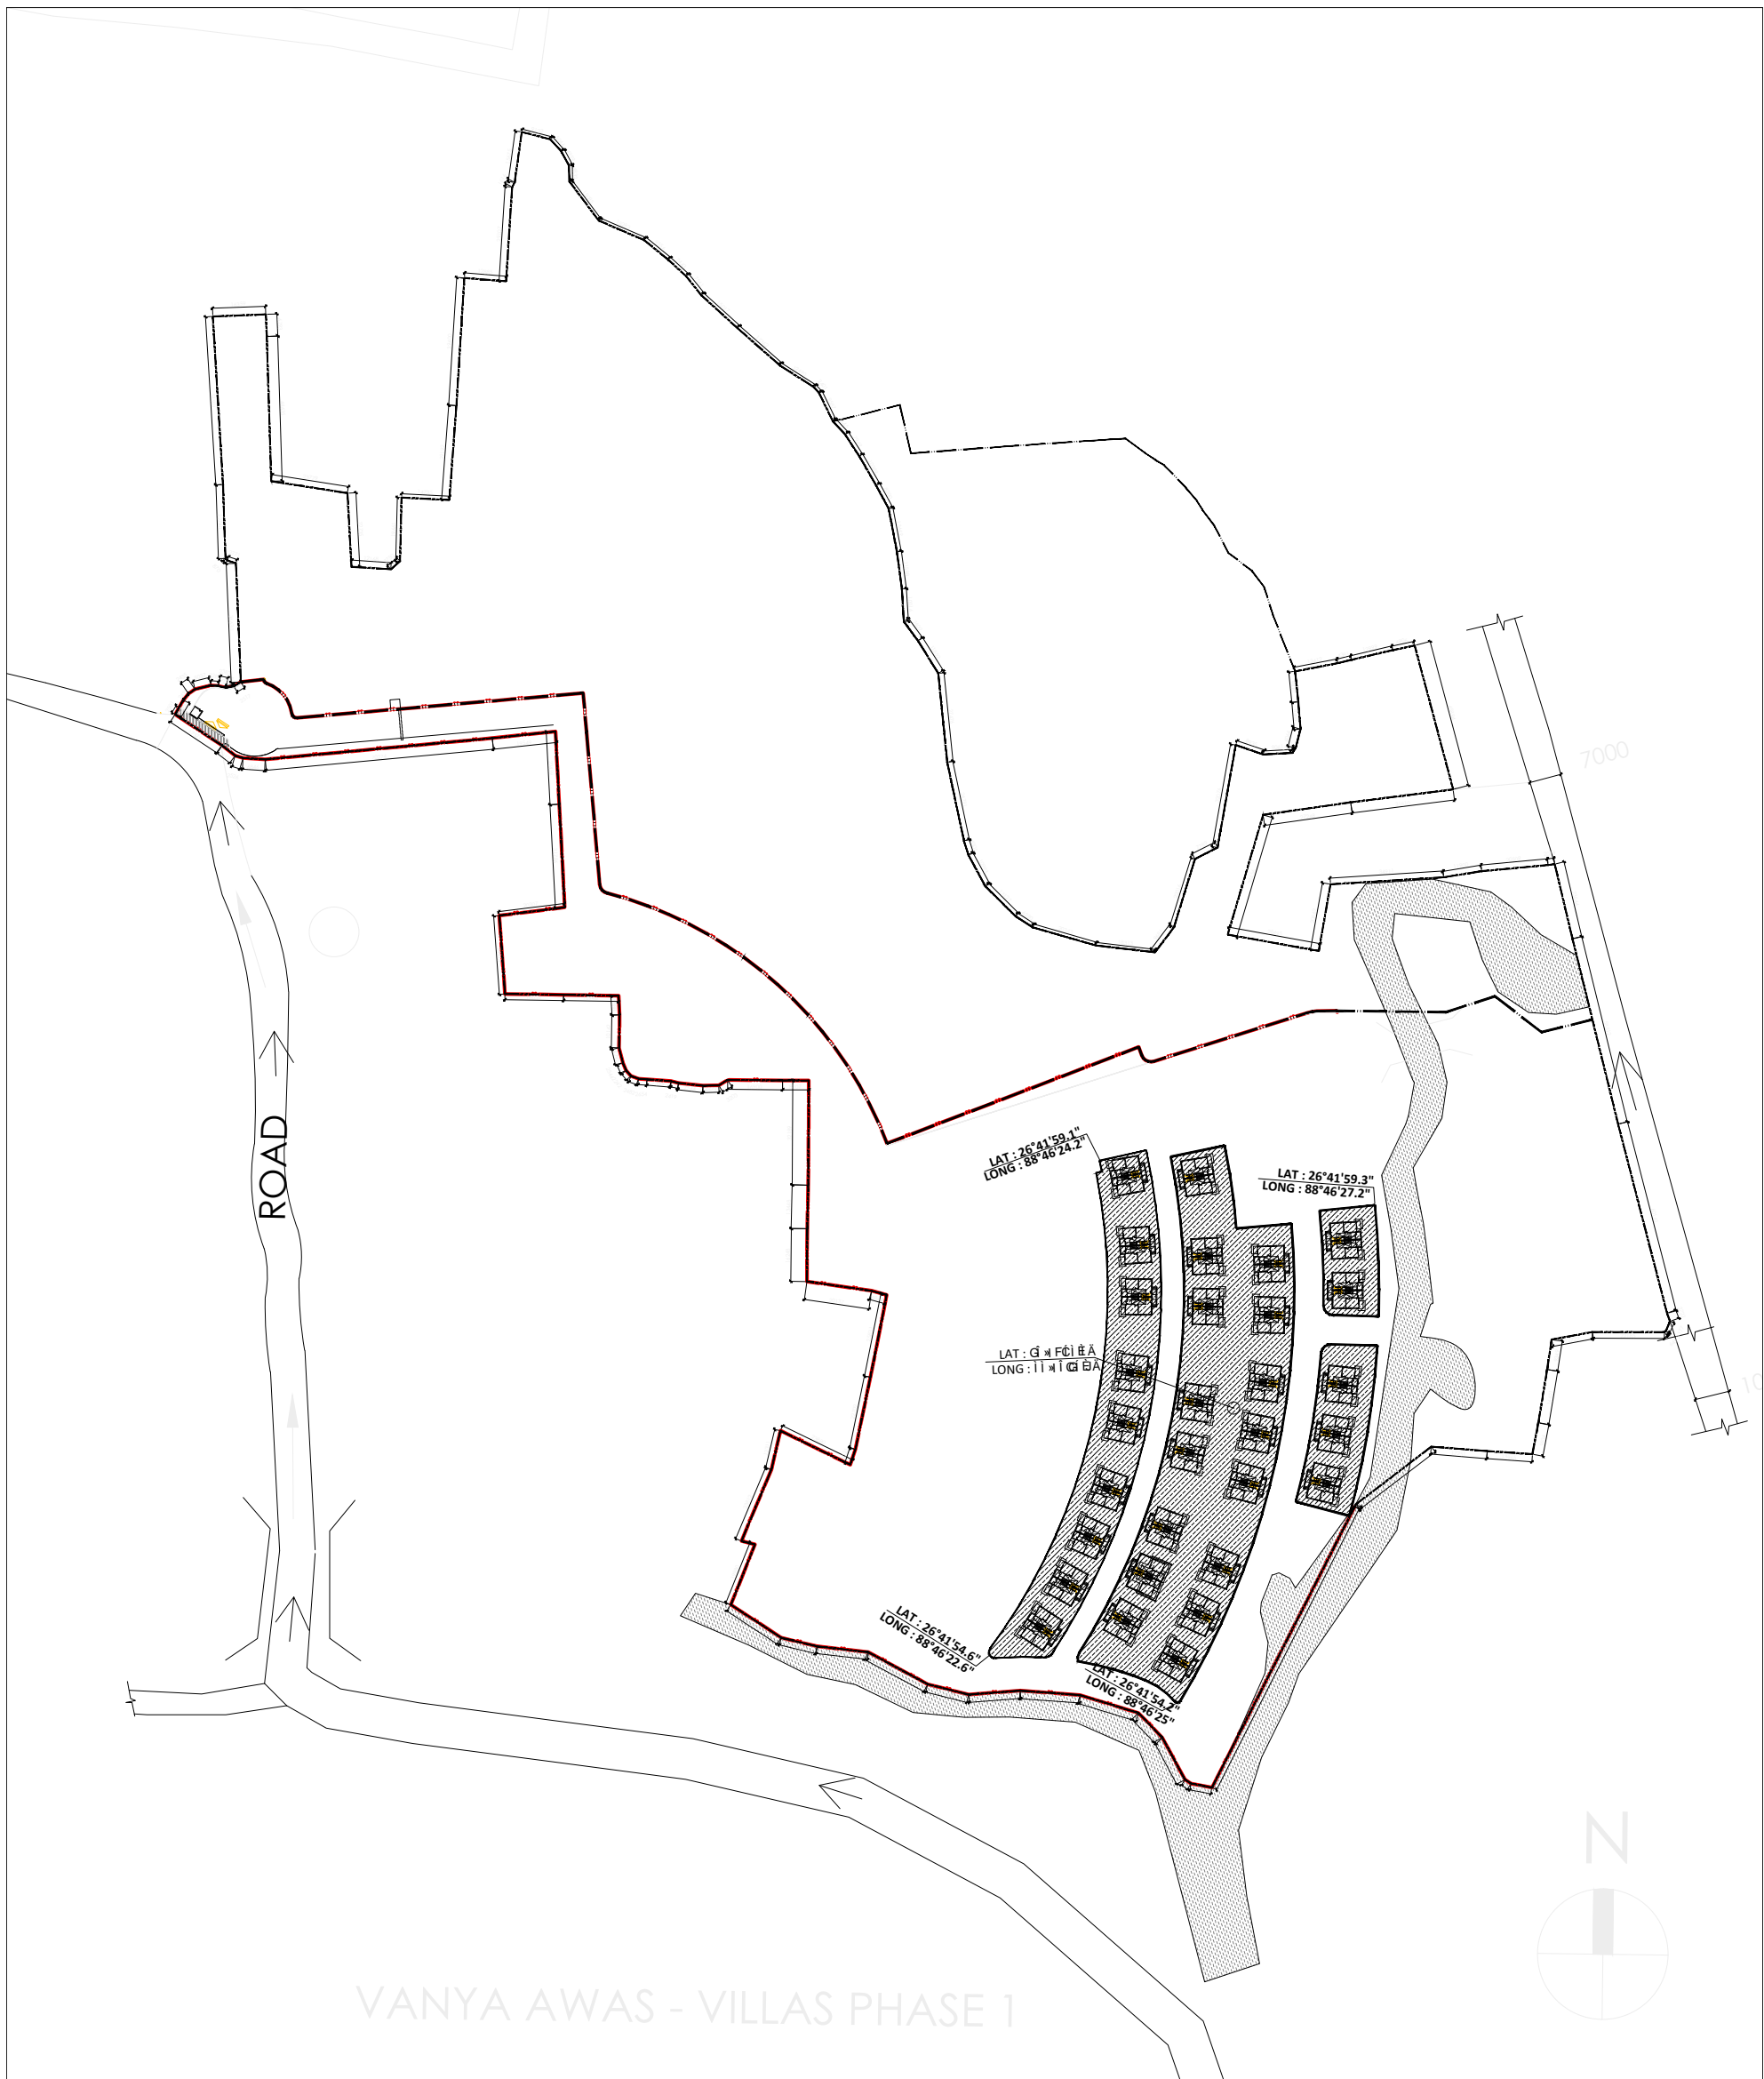 7000
LAT : 26°41'59.1"
LONG : 88°46'24.2"
ROAD
LAT : 26°41'59.3"
LONG : 88°46'27.2"
LAT :
LONG :
LAT : 26°41'54.6"
LONG : 88°46'22.6"
LAT : 26°41'54.2"
LONG : 88°46'25"
N
VANYA AWAS - VILLAS PHASE 1